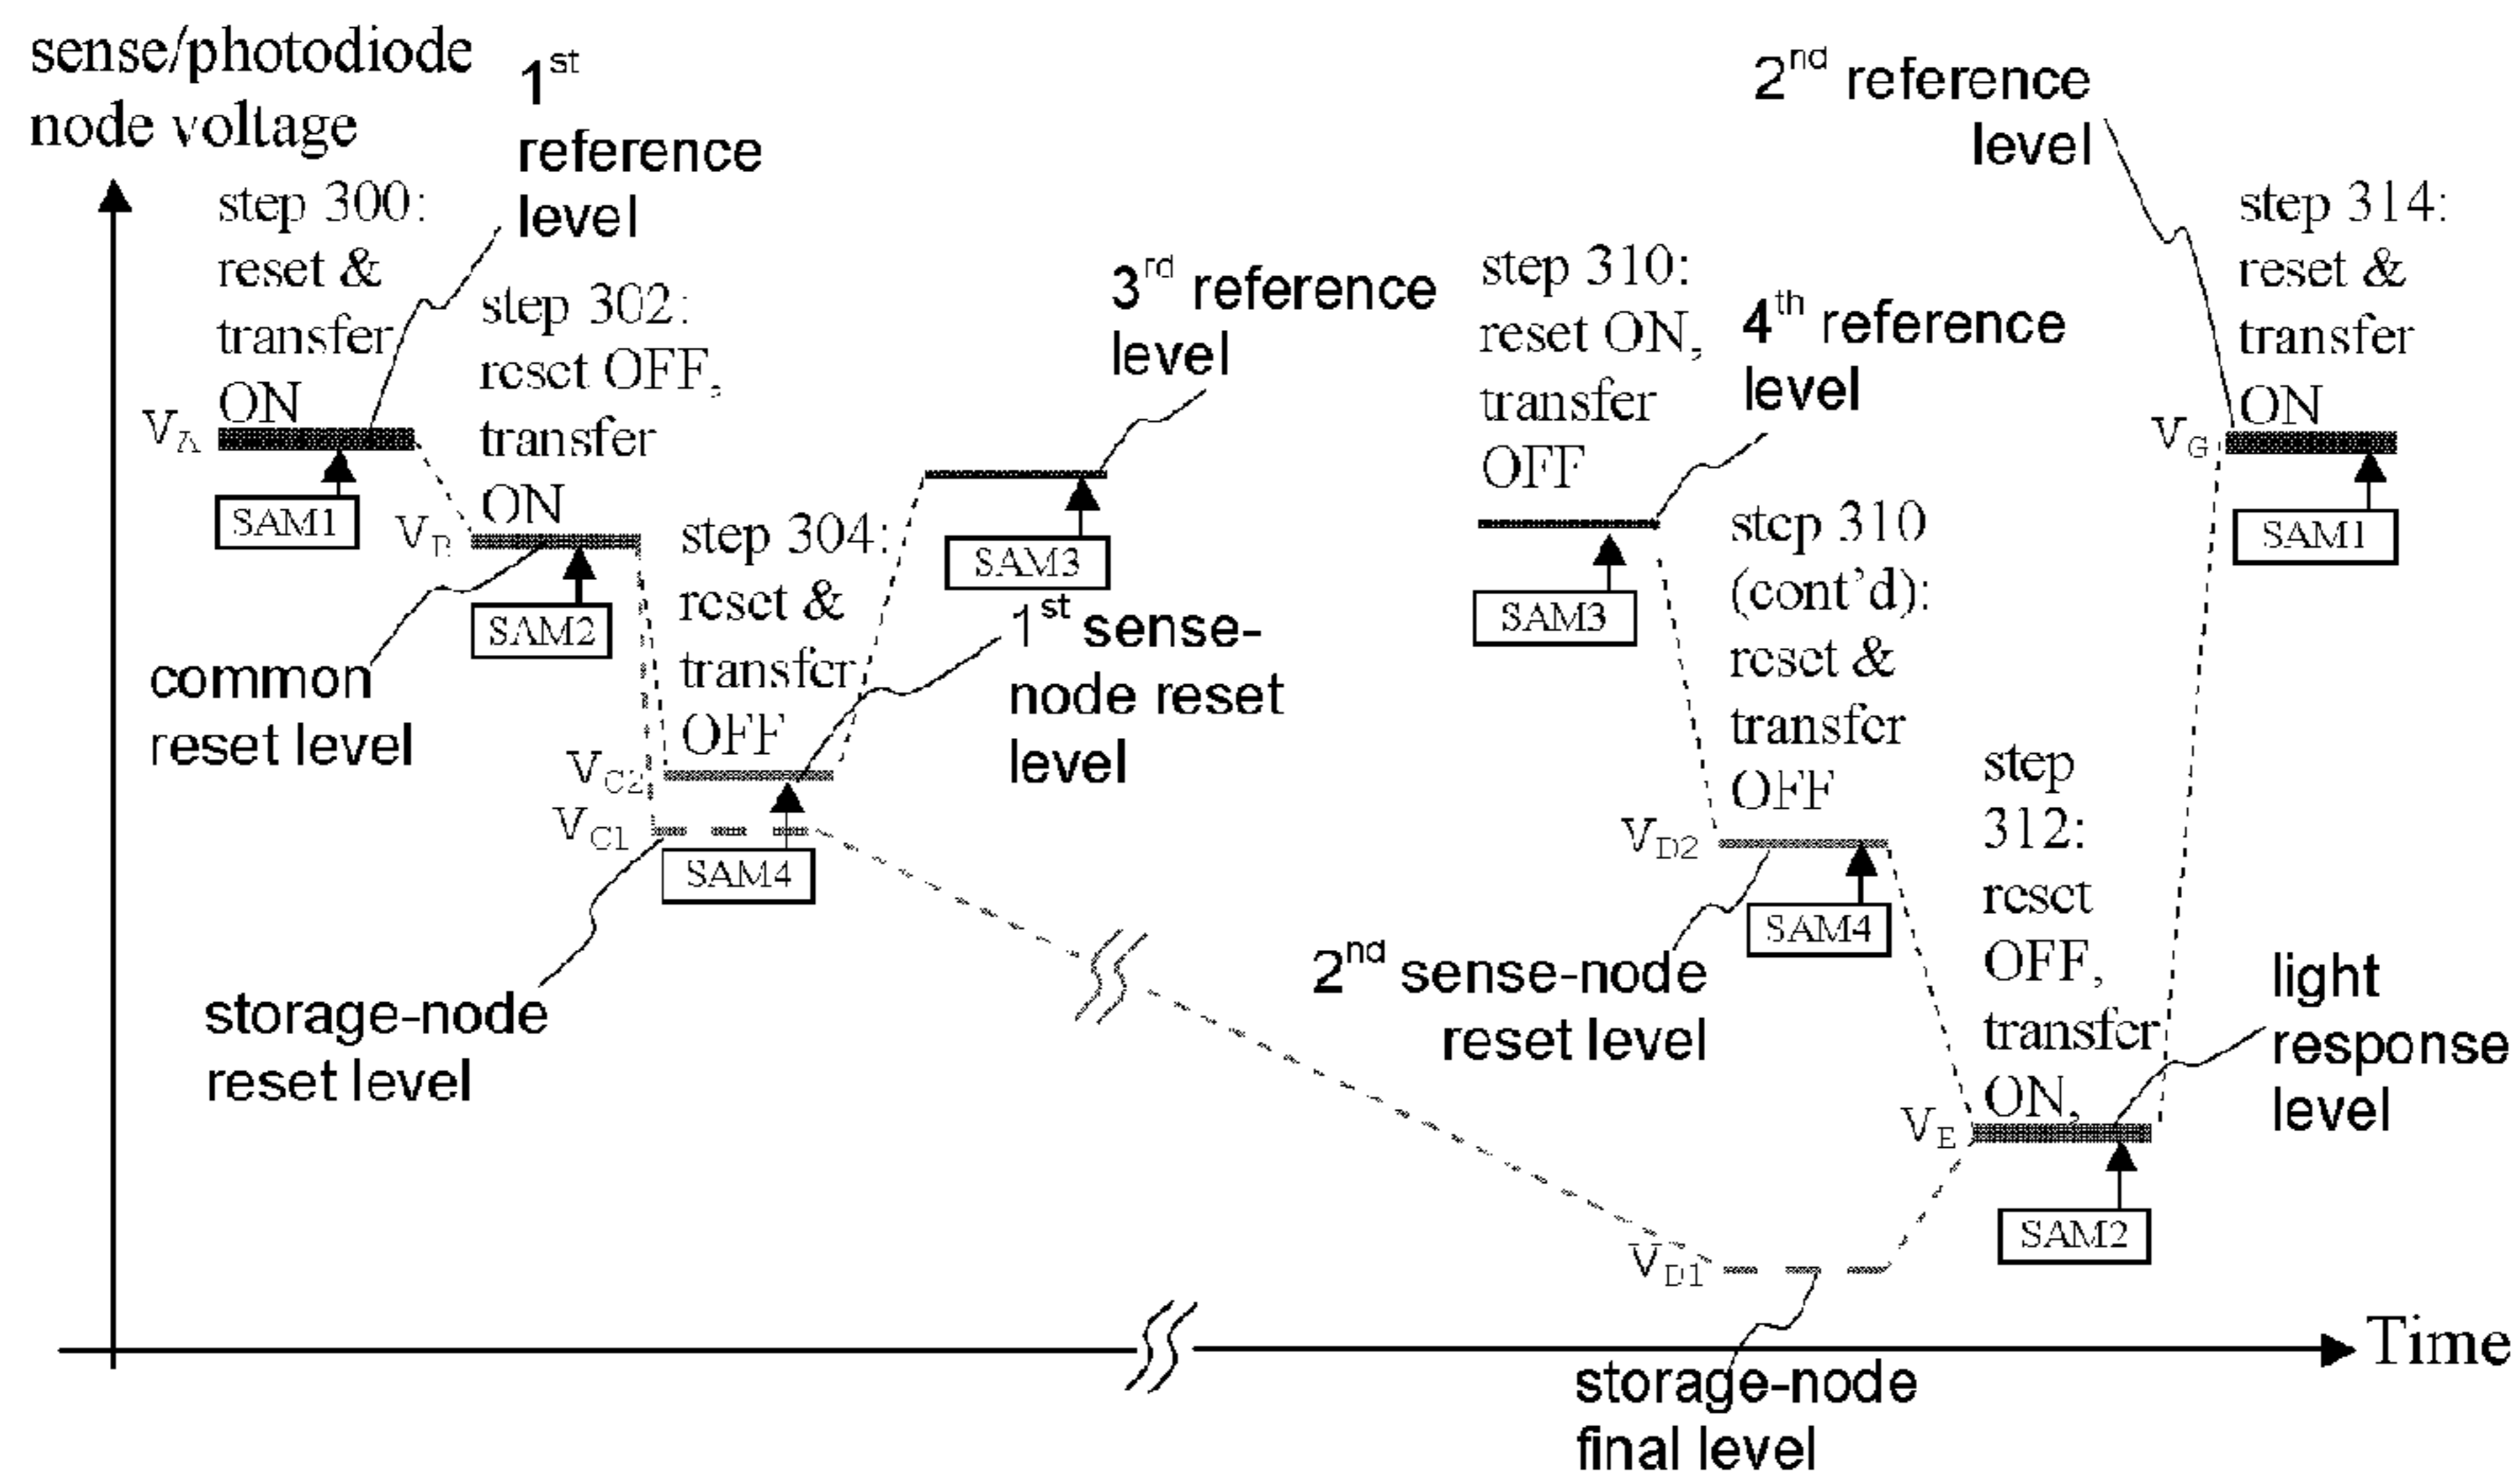 sense/photodiode
node voltage
1st
reference
level
step 300:
reset &
transfer
ON
VA
SAM1
step 302:
reset OFF,
transfer
ON
VB
SAM2
common
reset level
step 304:
reset &
transfer
OFF
VC2
VC1
SAM4
storage-node
reset level
3rd reference
level
SAM3
1st sense-
node reset
level
step 310:
reset ON,
transfer
OFF
SAM3
4th reference
level
step 310
(cont'd):
reset &
transfer
OFF
VD2
SAM4
2nd sense-node
reset level
VD1
storage-node
final level
step
312:
reset
OFF,
transfer
ON,
VE
SAM2
light
response
level
2nd reference
level
step 314:
reset &
transfer
ON
VG
SAM1
Time